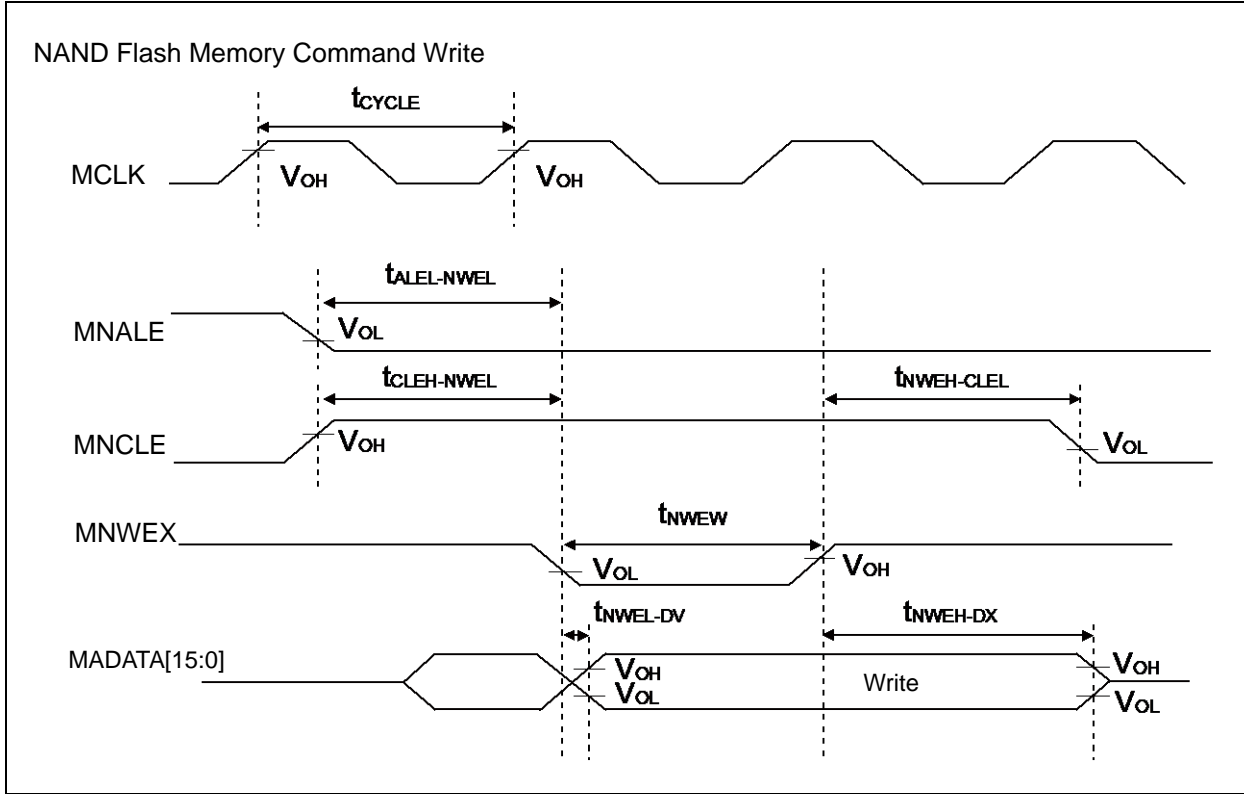 NAND Flash Memory Command Write
tCYCLE
MCLK
VOH VOH
tALEL-NWEL
MNALE
VOL
tCLEH-NWEL tNWEH-CLEL
MNCLE
VOH VOL
MNWEX
tNWEW
VOL VOH
tNWEL-DV tNWEH-DX
MADATA[15:0]
VOH Write VOH
VOL VOL